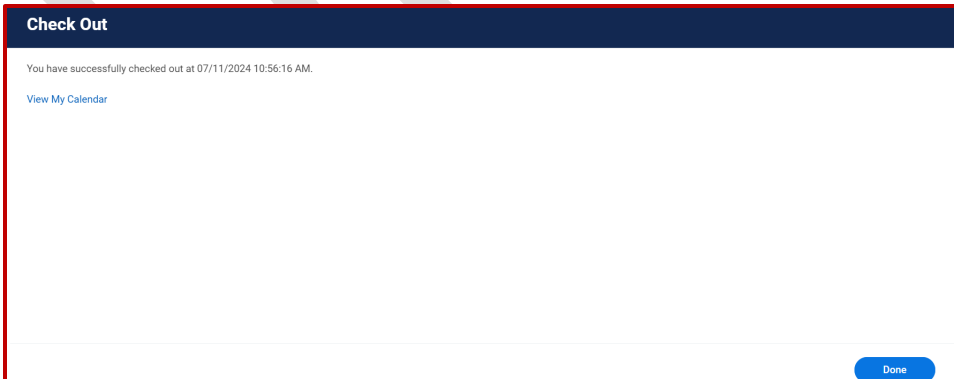 Check Out
You have successfully checked out at 07/11/2024 10:56:16 AM.
View My Calendar
Done